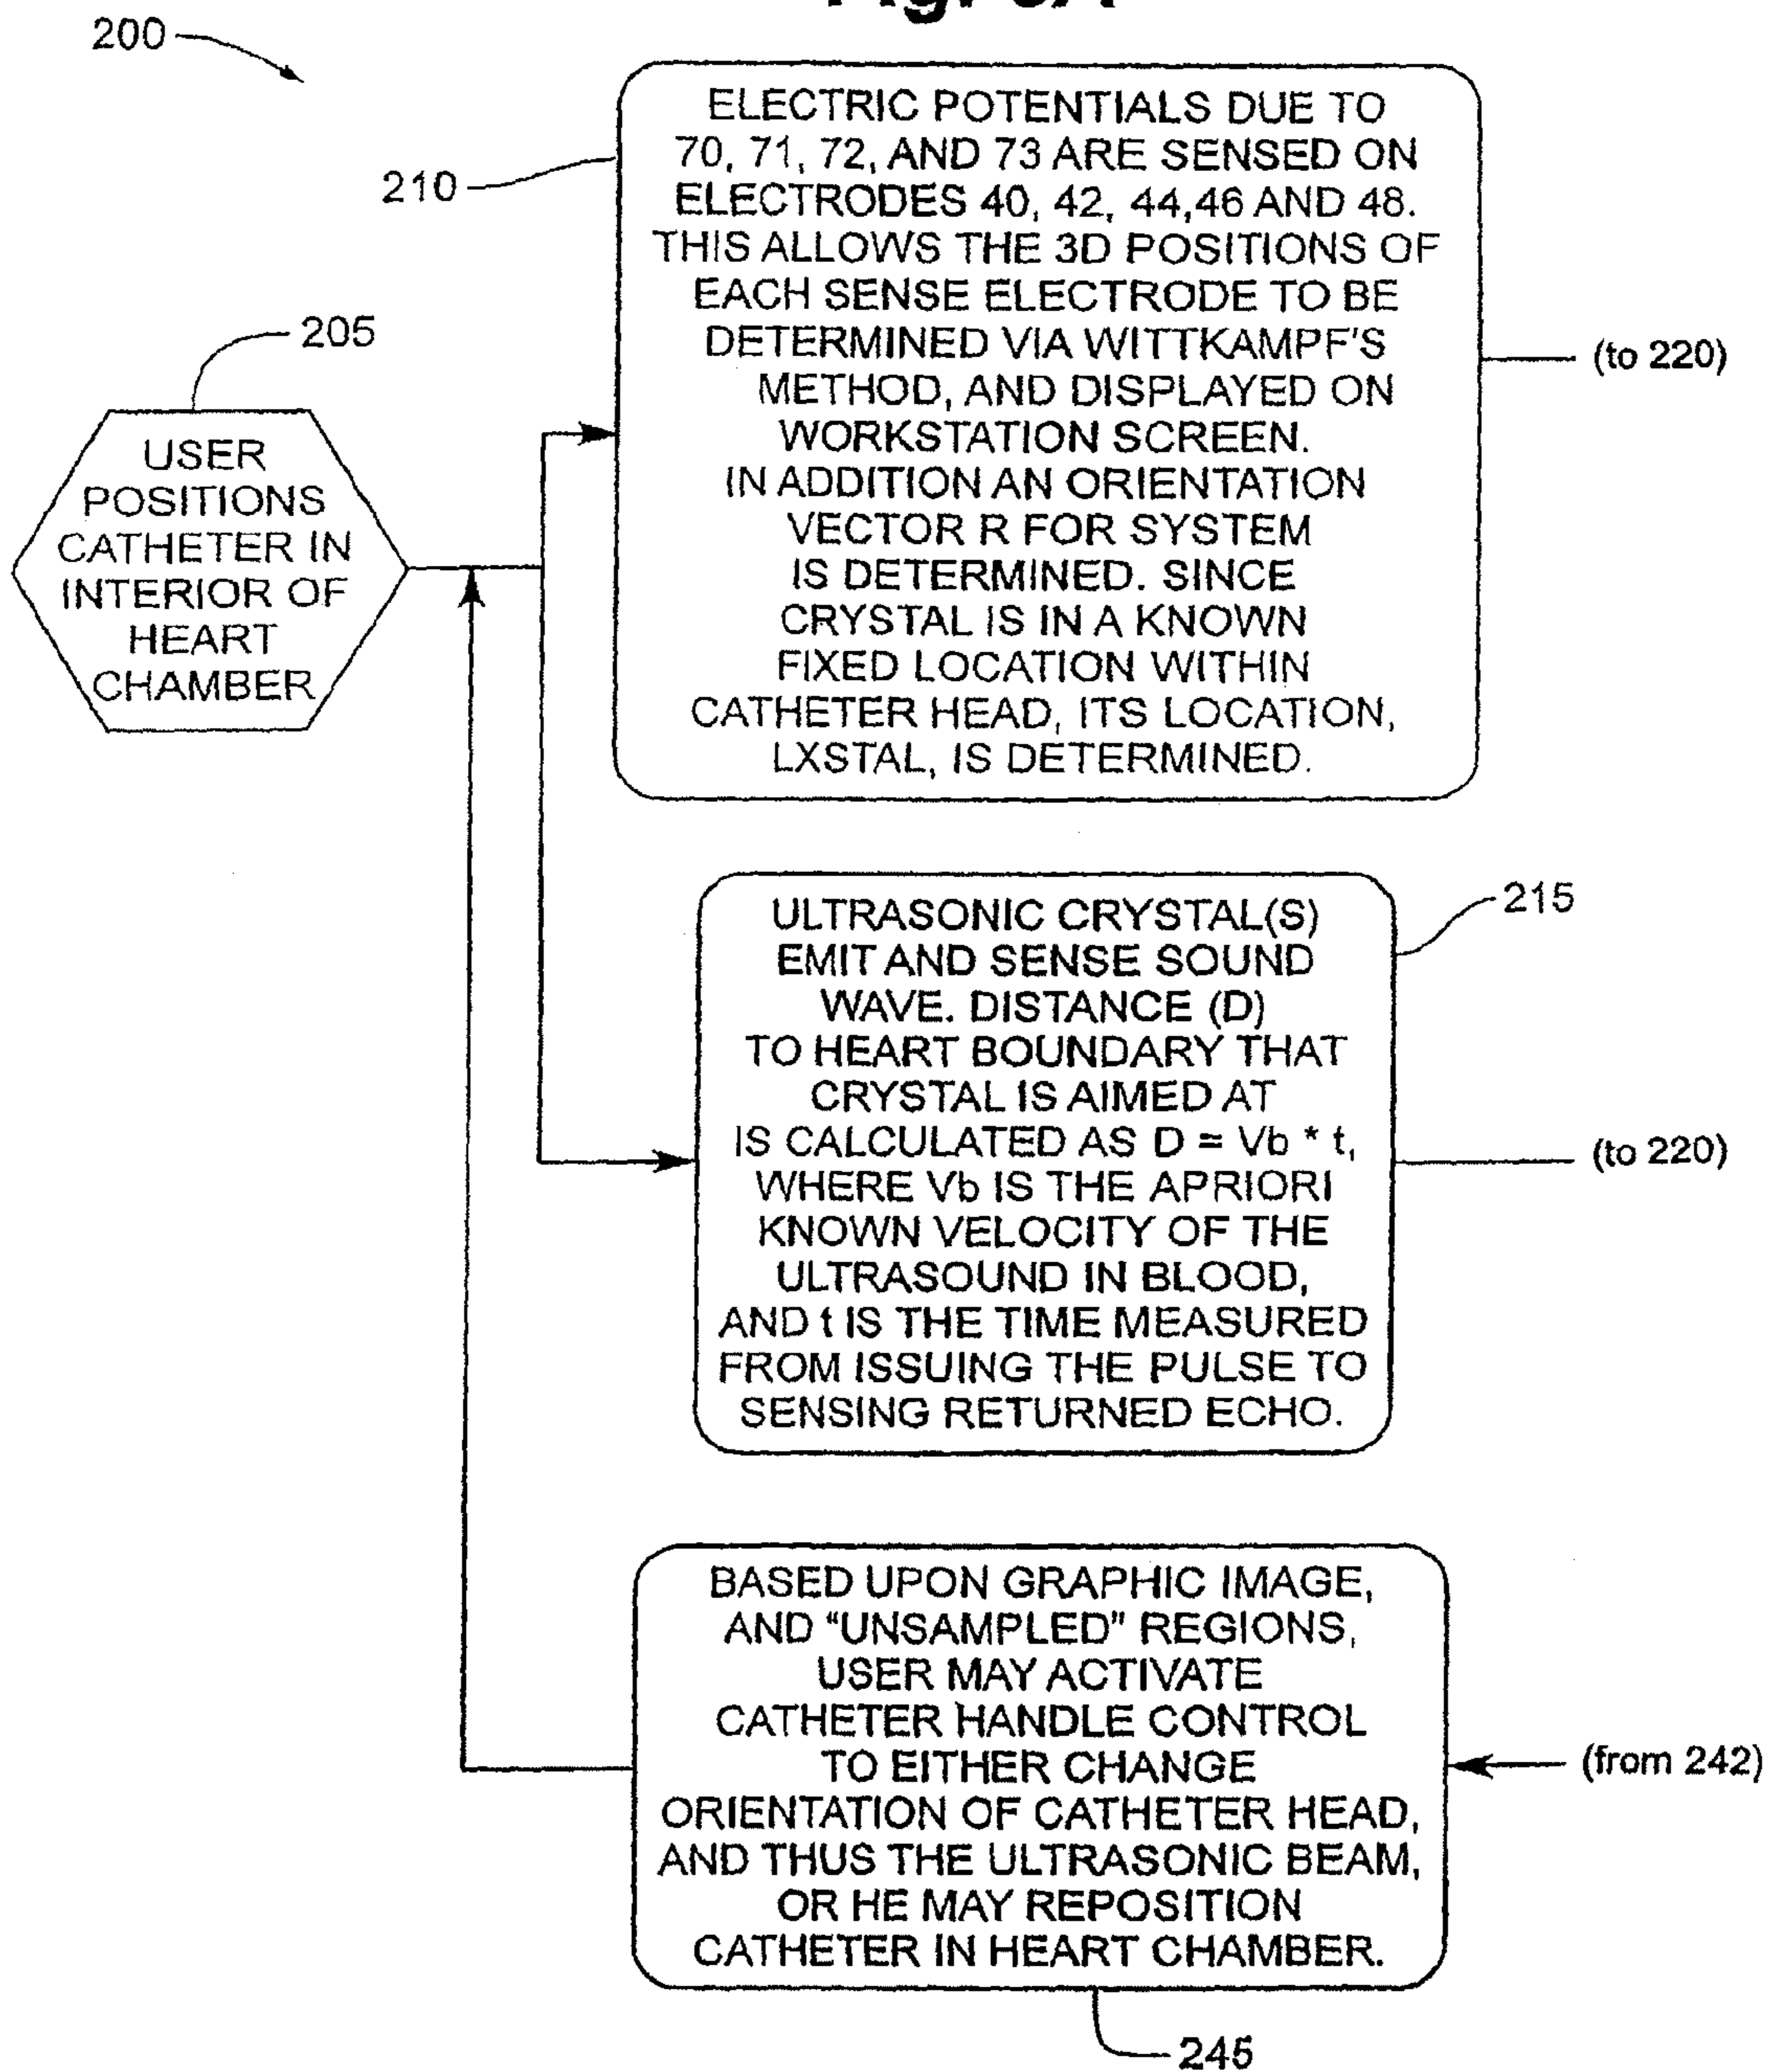 200
210
ELECTRIC POTENTIALS DUE TO
70, 71, 72, AND 73 ARE SENSED ON
ELECTRODES 40, 42, 44,46 AND 48.
THIS ALLOWS THE 3D POSITIONS OF
EACH SENSE ELECTRODE TO BE
DETERMINED VIA WITTKAMPF'S
METHOD, AND DISPLAYED ON
WORKSTATION SCREEN.
IN ADDITION AN ORIENTATION
VECTOR R FOR SYSTEM
IS DETERMINED. SINCE
CRYSTAL IS IN A KNOWN
FIXED LOCATION WITHIN
CATHETER HEAD, ITS LOCATION,
LXSTAL, IS DETERMINED.
(to 220)
205
USER
POSITIONS
CATHETER IN
INTERIOR OF
HEART
CHAMBER
215
ULTRASONIC CRYSTAL(S)
EMIT AND SENSE SOUND
WAVE. DISTANCE (D)
TO HEART BOUNDARY THAT
CRYSTAL IS AIMED AT
IS CALCULATED AS D = Vb * t,
WHERE Vb IS THE APRIORI
KNOWN VELOCITY OF THE
ULTRASOUND IN BLOOD,
AND t IS THE TIME MEASURED
FROM ISSUING THE PULSE TO
SENSING RETURNED ECHO.
(to 220)
BASED UPON GRAPHIC IMAGE,
AND “UNSAMPLED” REGIONS,
USER MAY ACTIVATE
CATHETER HANDLE CONTROL
TO EITHER CHANGE
ORIENTATION OF CATHETER HEAD,
AND THUS THE ULTRASONIC BEAM,
OR HE MAY REPOSITION
CATHETER IN HEART CHAMBER.
(from 242)
245